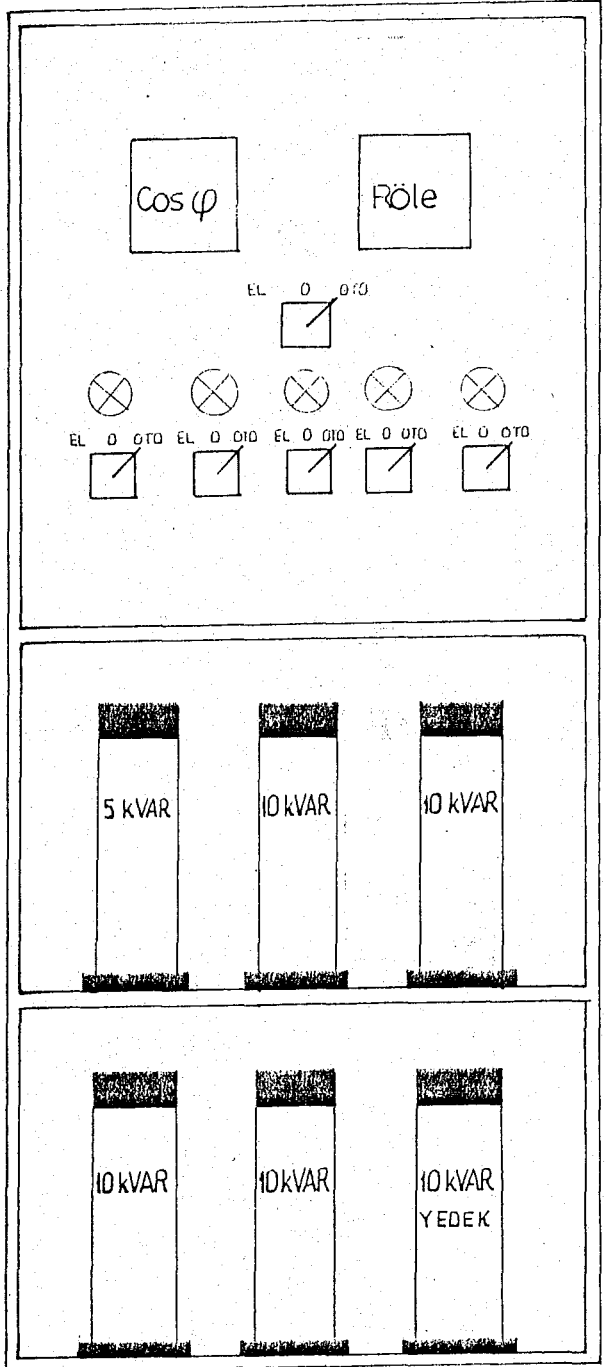 Cos φ Röle
EL 0 OTO
EL 0 OTO EL 0 OTO EL 0 OTO EL 0 OTO EL 0 OTO
5 kVAR 10 kVAR 10 kVAR
10 kVAR 10 kVAR 10 kVAR
YEDEK